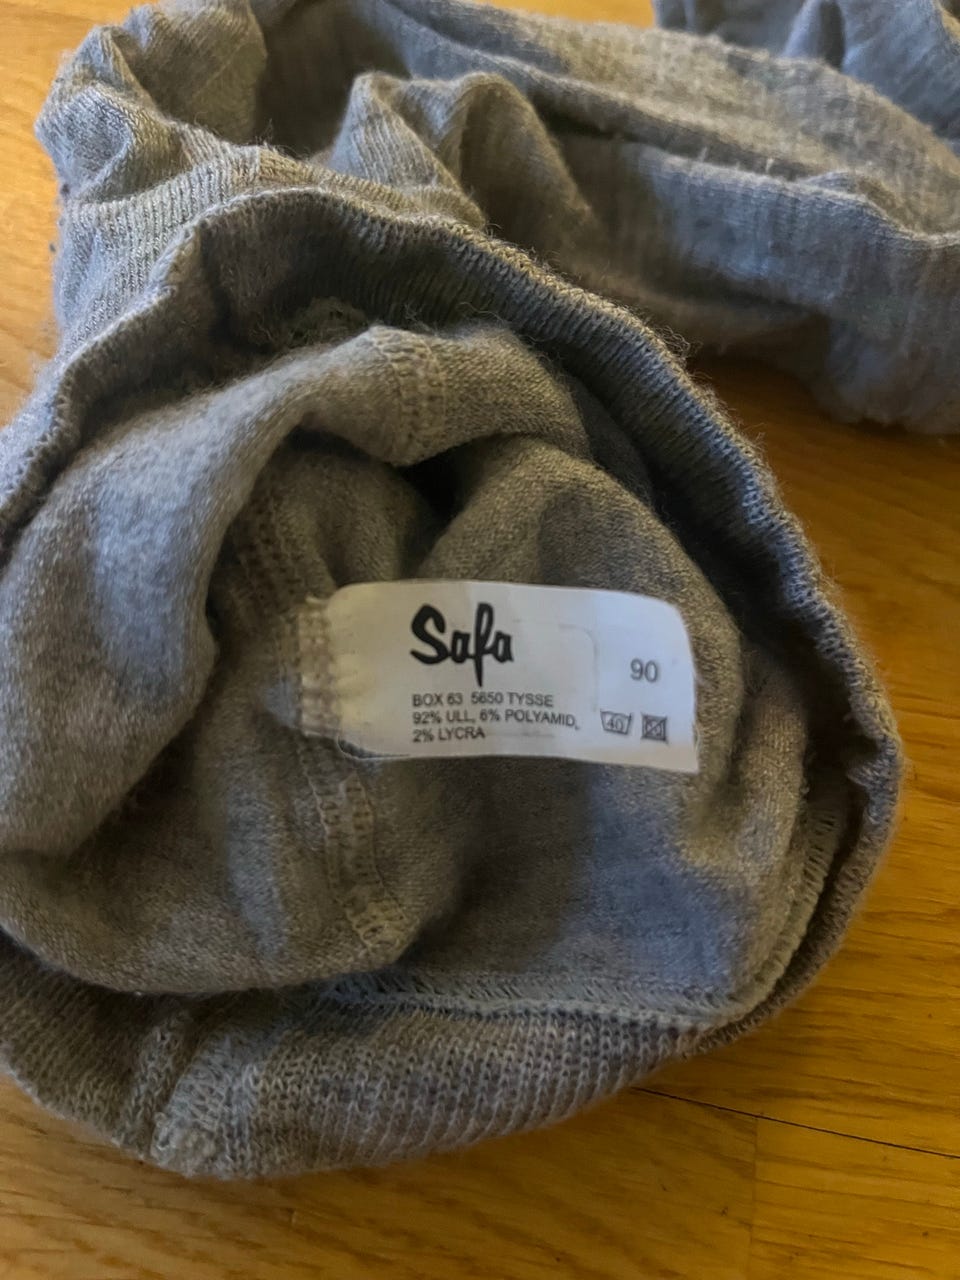 Safa
90
BOX 63 5650 TYSSE
92% ULL, 6% POLYAMID,
2% LYCRA
40